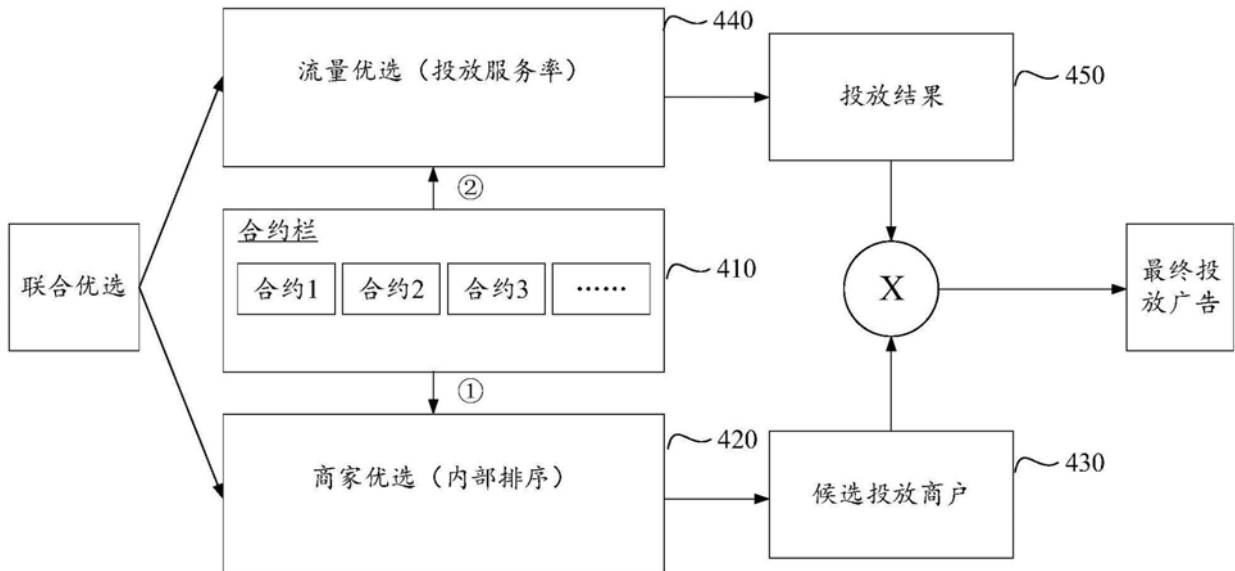 440
流量优选（投放服务率）
投放结果
450
②
合约栏
合约1
合约2
合约3
……
410
联合优选
X
最终投
放广告
①
420
商家优选（内部排序）
候选投放商户
430